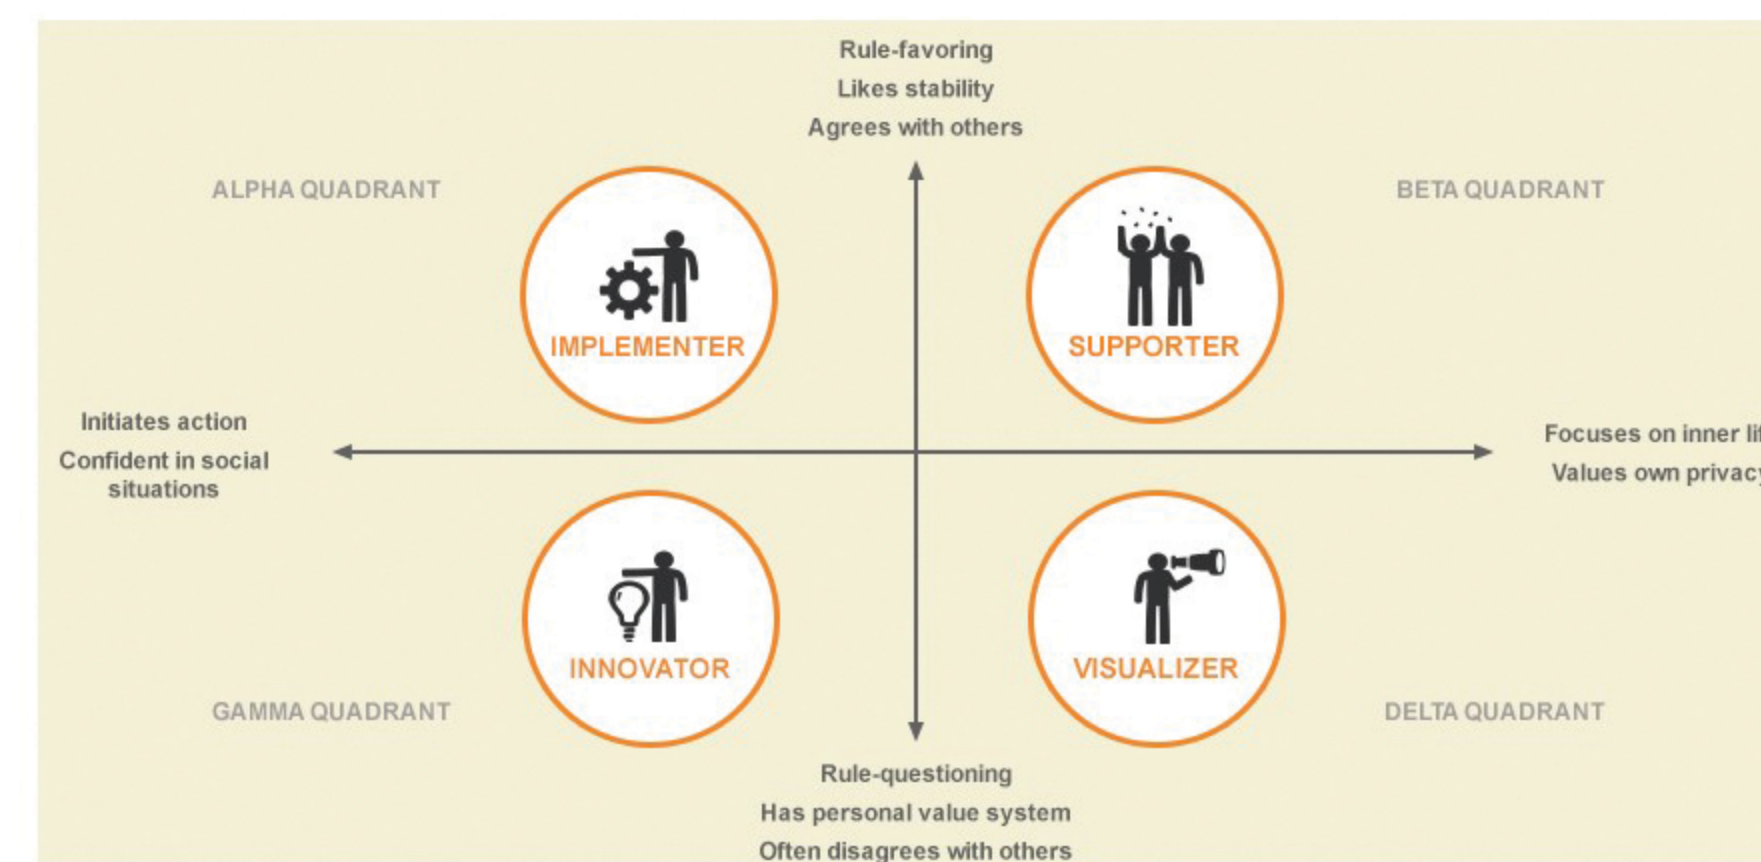 Rule-favoring
Likes stability
Agrees with others
ALPHA QUADRANT
BETA QUADRANT
IMPLEMENTER
SUPPORTER
Initiates action
Confident in social
situations
Focuses on inner
Values own
INNOVATOR
VISUALIZER
GAMMA QUADRANT
DELTA QUADRANT
Rule-questioning
Has personal value system
Often disagrees with others